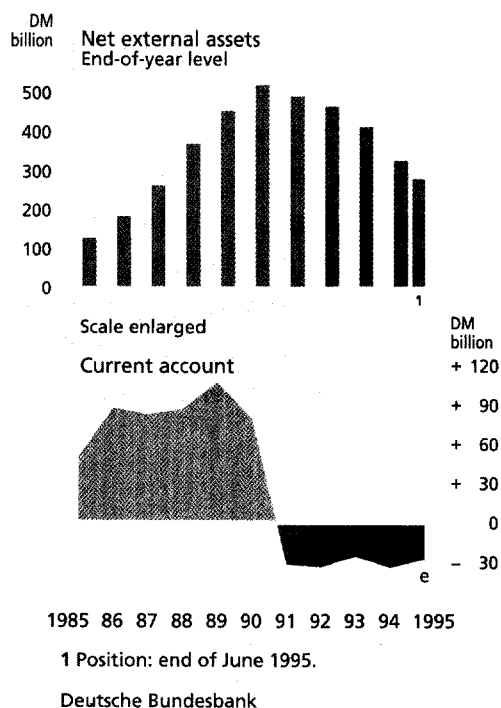 DM
billion
Net external assets
End-of-year level
500
400
300
200
100
0
1
Scale enlarged
DM
billion
Current account
+ 120
+ 90
+ 60
+ 30
0
− 30
e
1985 86 87 88 89 90 91 92 93 94 1995
1 Position: end of June 1995.
Deutsche Bundesbank